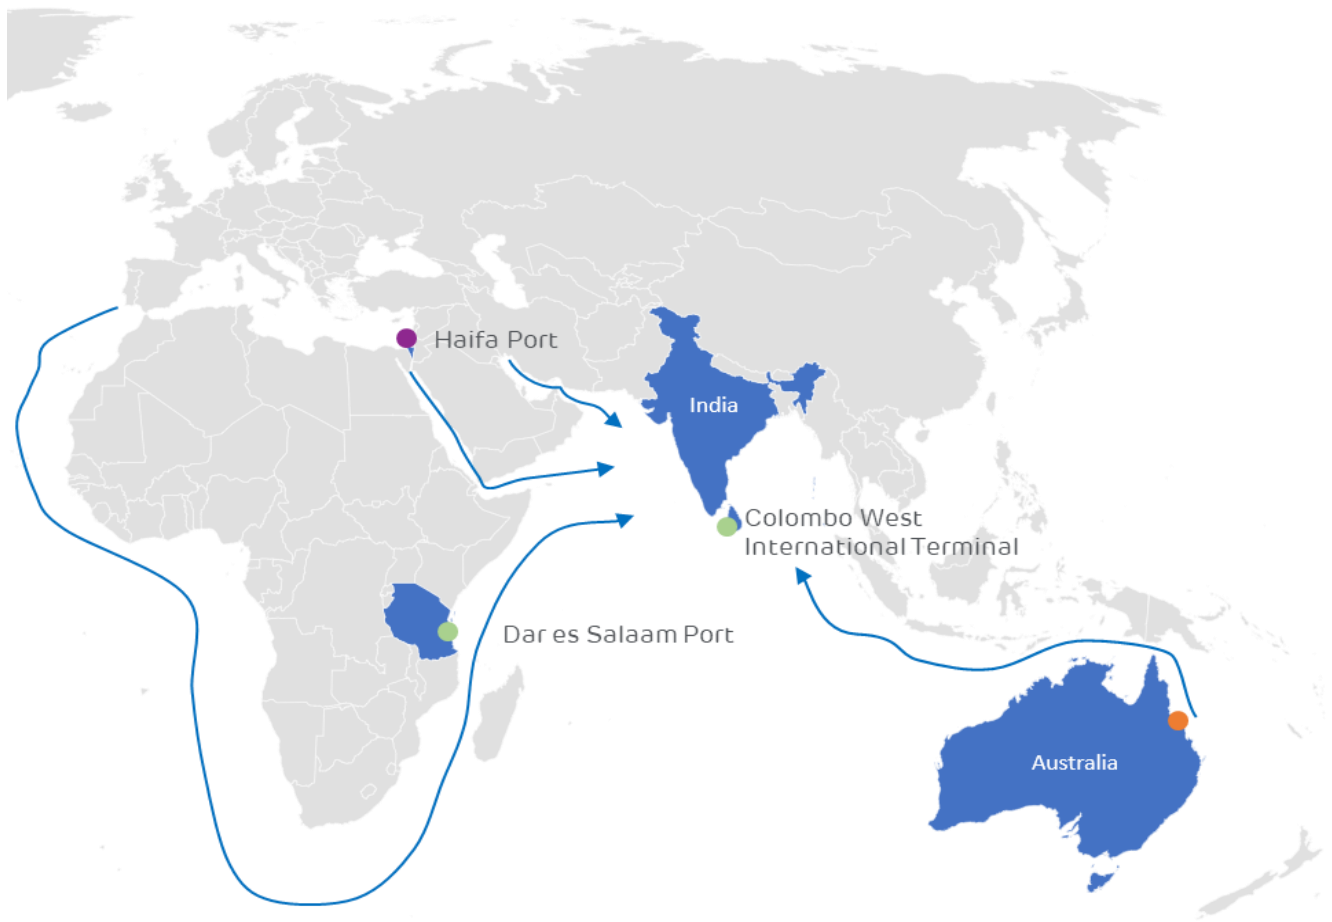 Haifa Port
India
Colombo West
International Terminal
Dar es Salaam Port
Australia